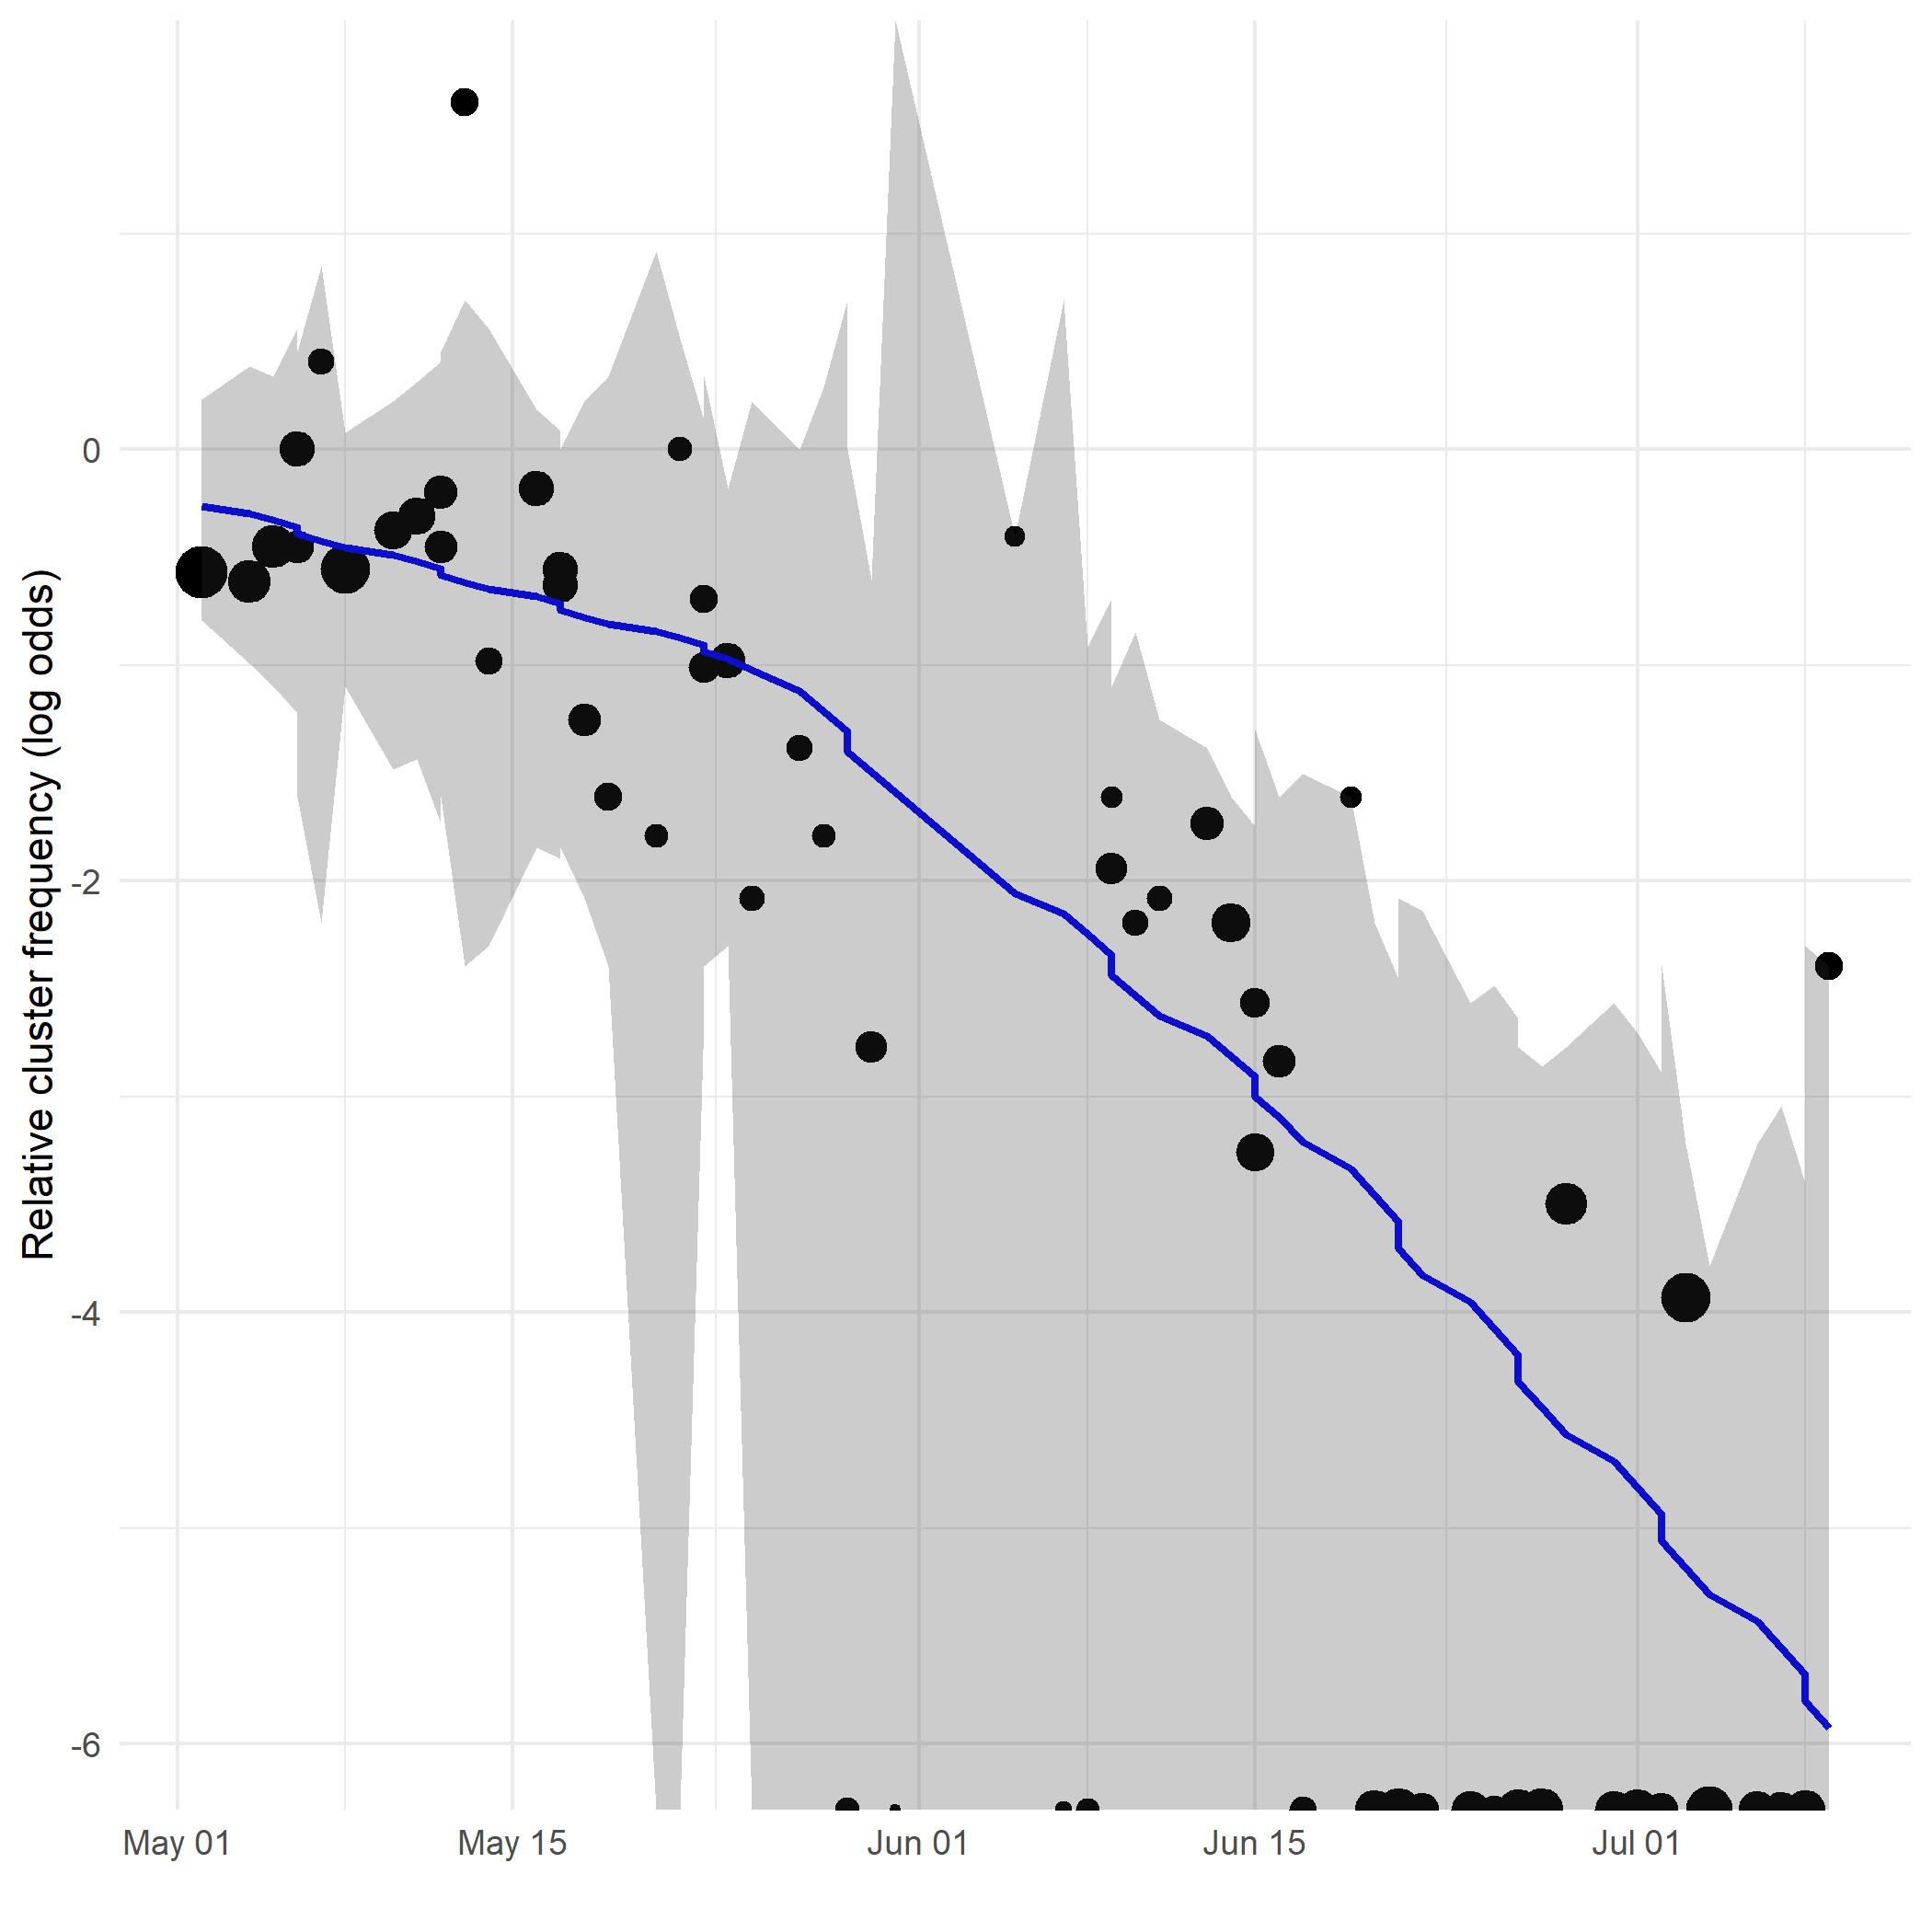 Relative cluster frequency (log odds)
0
-2
-4
-6
May 01
May 15
Jun 01
Jun 15
Jul 01